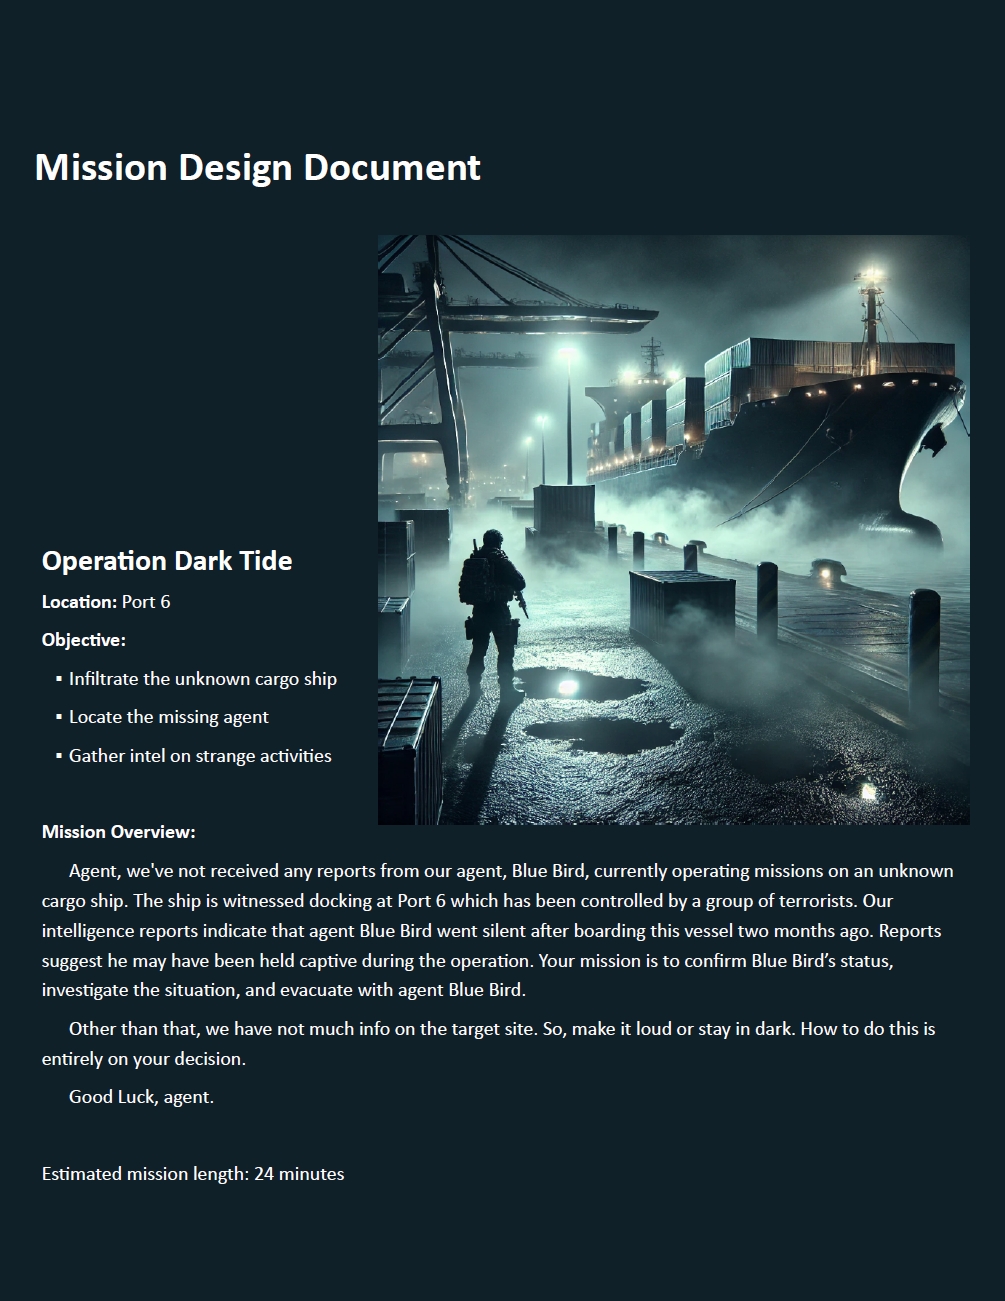 Mission Design Document
Operation Dark Tide
Location: Port 6
Objective:
▪ Infiltrate the unknown cargo ship
▪ Locate the missing agent
▪ Gather intel on strange activities
Mission Overview:
Agent, we've not received any reports from our agent, Blue Bird, currently operating missions on an unknown
cargo ship. The ship is witnessed docking at Port 6 which has been controlled by a group of terrorists. Our
intelligence reports indicate that agent Blue Bird went silent after boarding this vessel two months ago. Reports
suggest he may have been held captive during the operation. Your mission is to confirm Blue Bird’s status,
investigate the situation, and evacuate with agent Blue Bird.
Other than that, we have not much info on the target site. So, make it loud or stay in dark. How to do this is
entirely on your decision.
Good Luck, agent.
Estimated mission length: 24 minutes